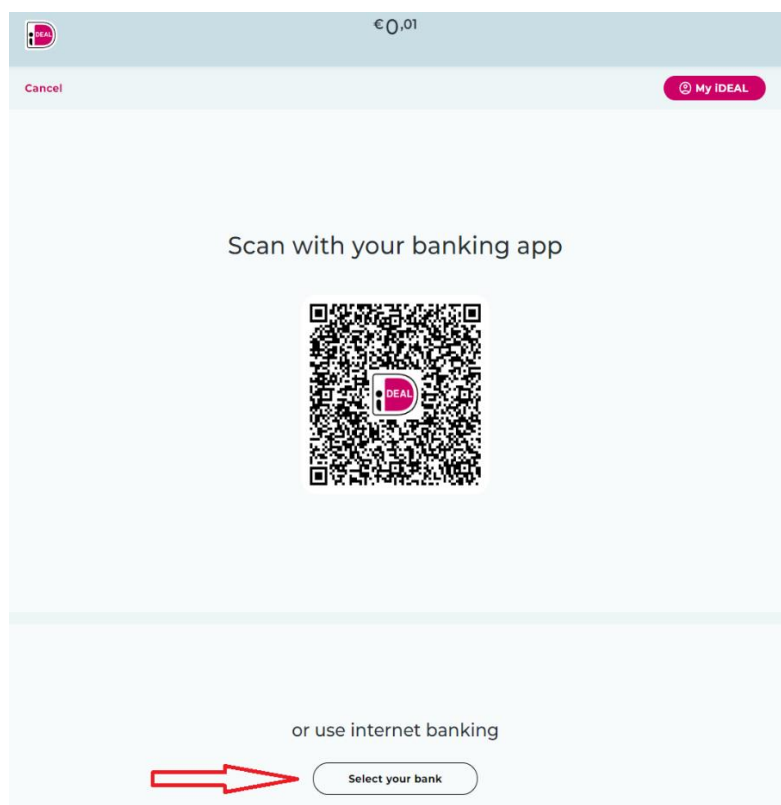 iDEAL
€0,01
Cancel
My iDEAL
Scan with your banking app
iDEAL
or use internet banking
Select your bank